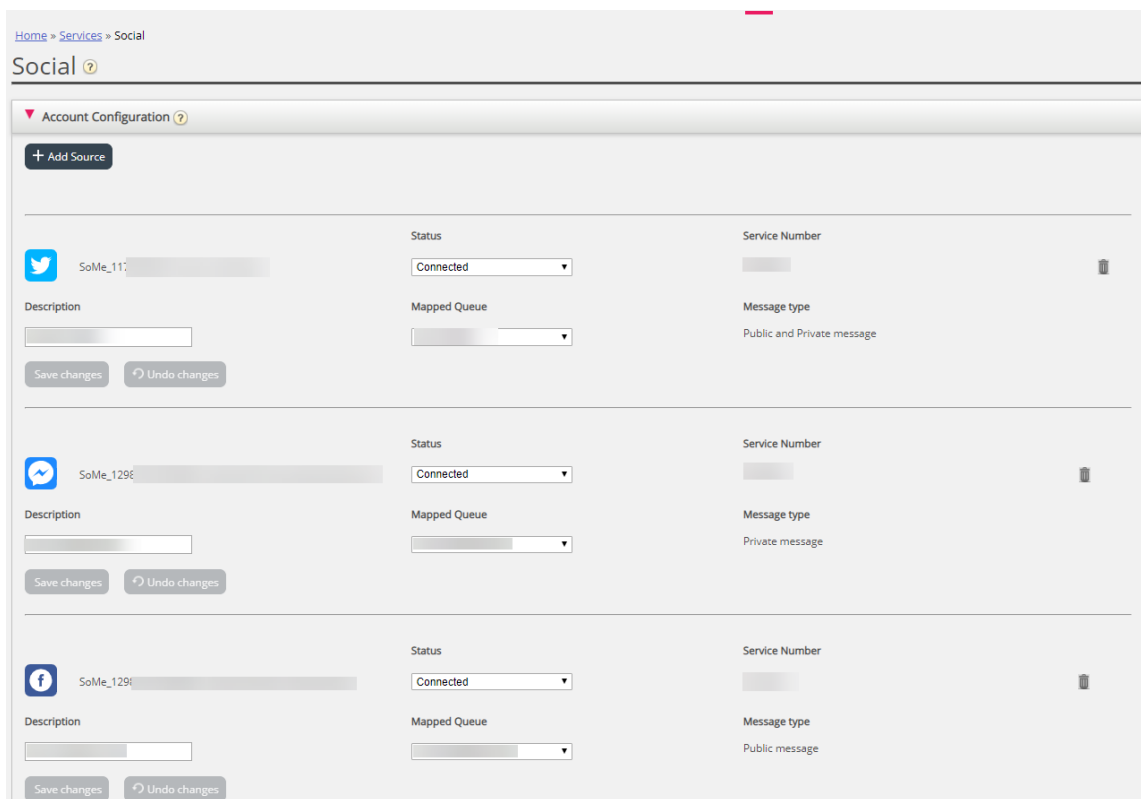 Home » Services » Social
Social ?
Account Configuration ?
+ Add Source
Status
Service Number
SoMe_117
Connected
Description
Mapped Queue
Message type
Public and Private message
Save changes
Undo changes
Status
Service Number
SoMe_1298
Connected
Description
Mapped Queue
Message type
Private message
Save changes
Undo changes
Status
Service Number
SoMe_1298
Connected
Description
Mapped Queue
Message type
Public message
Save changes
Undo changes